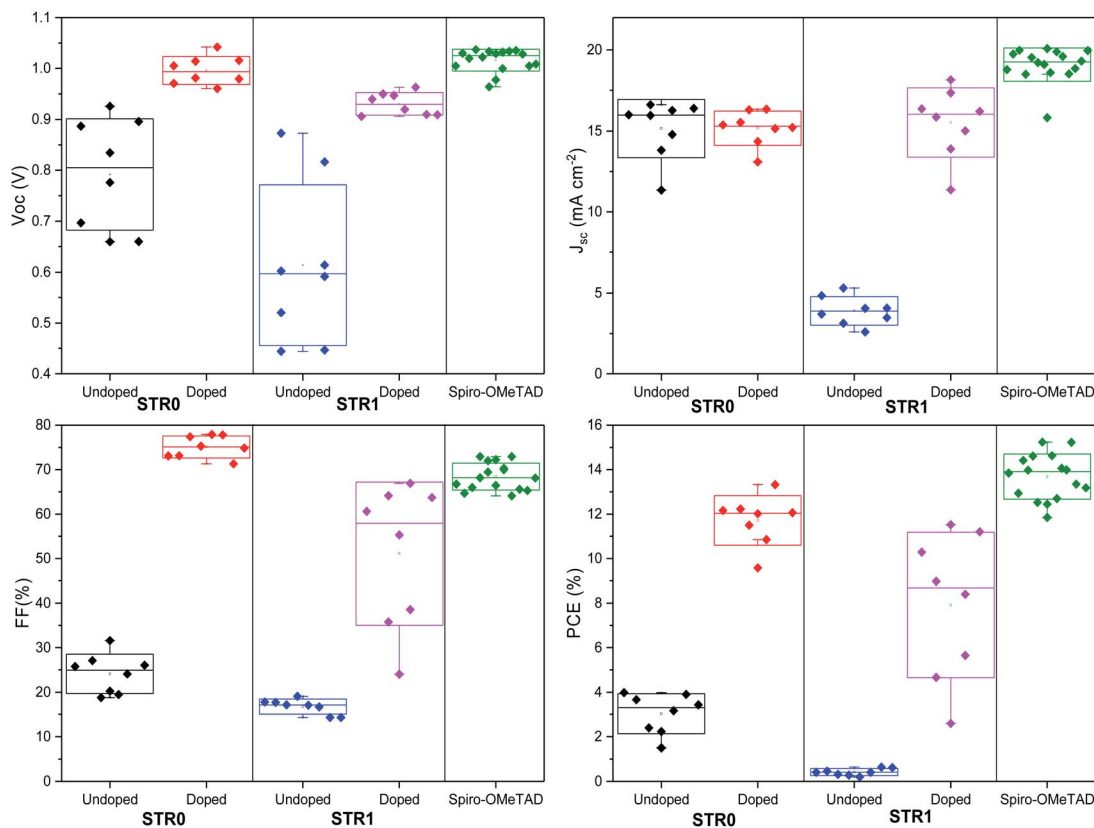 1.1
1.0
0.9
0.8
0.7
0.6
0.5
0.4
Voc (V)
Undoped Doped Undoped Doped Spiro-OMeTAD
STR0 STR1
20
15
10
5
0
Jsc (mA cm-2)
Undoped Doped Undoped Doped Spiro-OMeTAD
STR0 STR1
80
70
60
50
40
30
20
10
0
FF(%)
Undoped Doped Undoped Doped Spiro-OMeTAD
STR0 STR1
16
14
12
10
8
6
4
2
0
PCE (%)
Undoped Doped Undoped Doped Spiro-OMeTAD
STR0 STR1